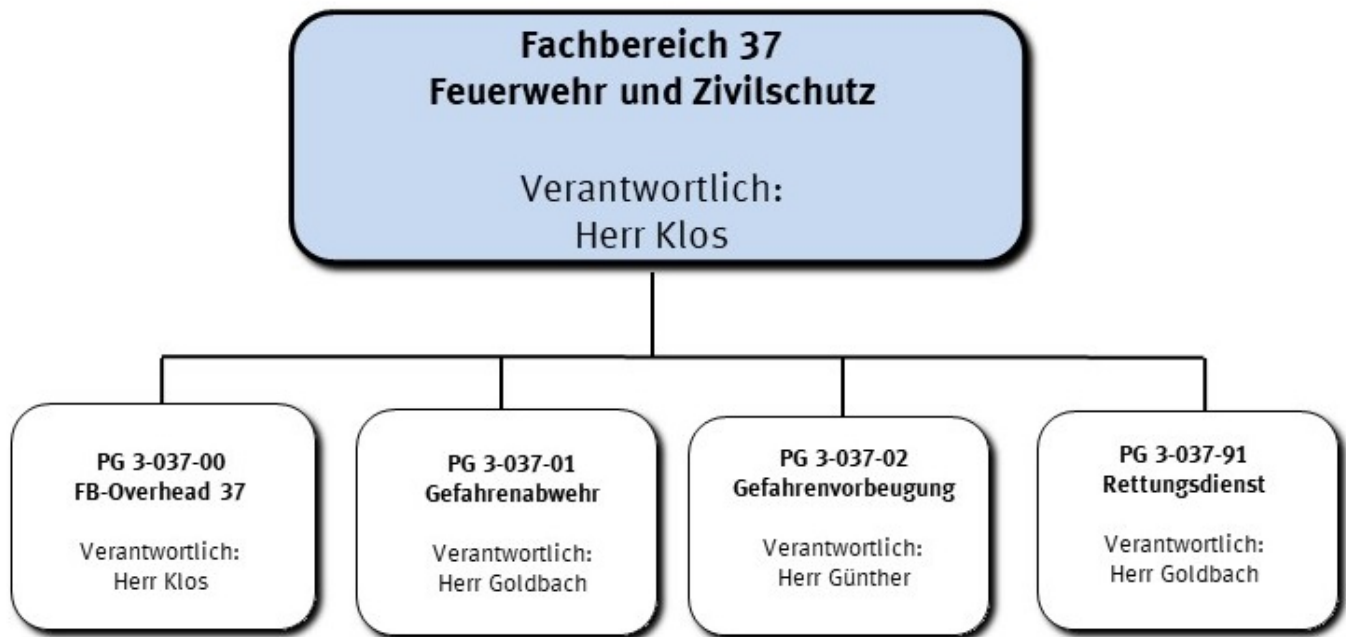 Fachbereich 37
Feuerwehr und Zivilschutz
Verantwortlich:
Herr Klos
PG 3-037-00
FB-Overhead 37
Verantwortlich:
Herr Klos
PG 3-037-01
Gefahrenabwehr
Verantwortlich:
Herr Goldbach
PG 3-037-02
Gefahrenvorbeugung
Verantwortlich:
Herr Günther
PG 3-037-91
Rettungsdienst
Verantwortlich:
Herr Goldbach